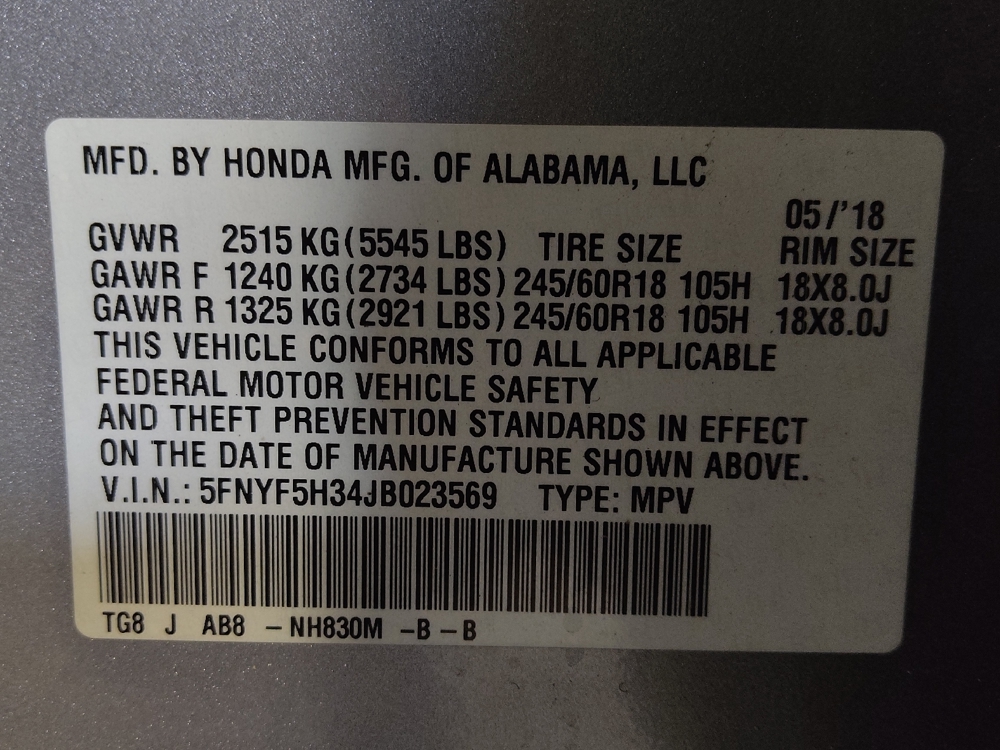 MFD. BY HONDA MFG. OF ALABAMA, LLC
05/'18
GVWR 2515 KG (5545 LBS) TIRE SIZE RIM SIZE
GAWR F 1240 KG (2734 LBS) 245/60R18 105H 18X8.0J
GAWR R 1325 KG (2921 LBS) 245/60R18 105H 18X8.0J
THIS VEHICLE CONFORMS TO ALL APPLICABLE
FEDERAL MOTOR VEHICLE SAFETY
AND THEFT PREVENTION STANDARDS IN EFFECT
ON THE DATE OF MANUFACTURE SHOWN ABOVE.
V.I.N.: 5FNYF5H34JB023569 TYPE: MPV
TG8 J AB8 - NH830M - B - B